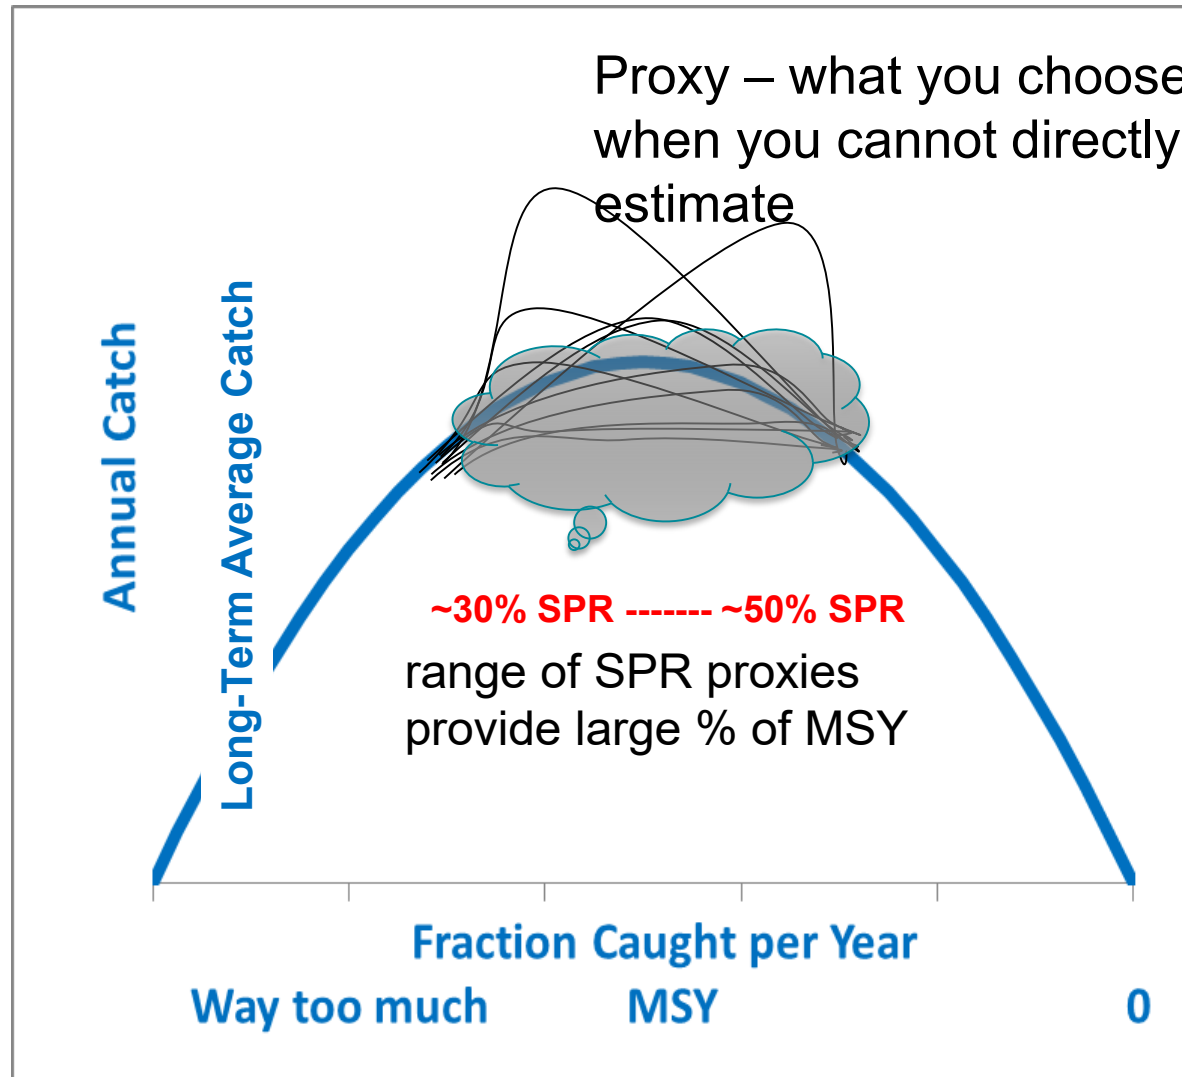 Proxy – what you choose
when you cannot directly
estimate
Annual Catch
Long-Term Average Catch
~30% SPR ------- ~50% SPR
range of SPR proxies
provide large % of MSY
Fraction Caught per Year
Way too much MSY 0